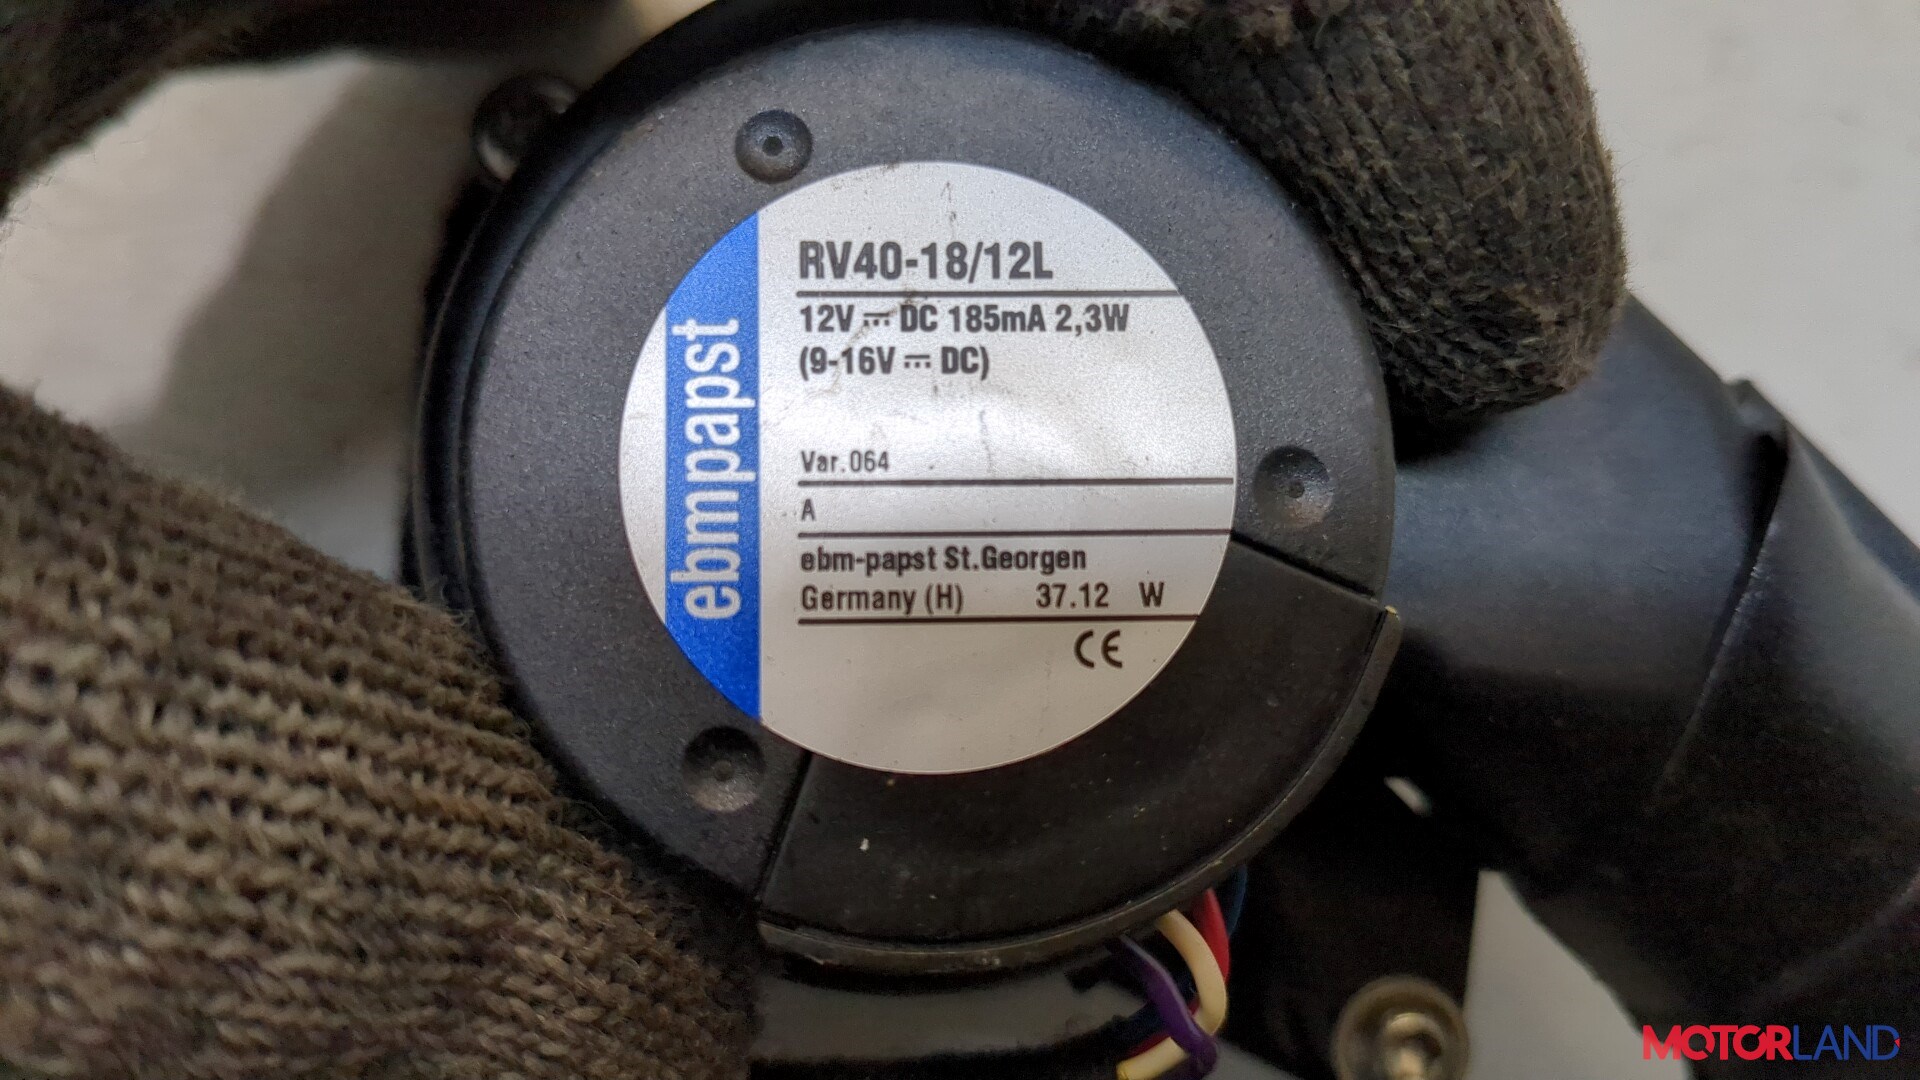 ebmpapst
RV40-18/12L
12V ⎓ DC 185mA 2,3W
(9-16V ⎓ DC)
Var.064
A
ebm-papst St.Georgen
Germany (H) 37.12 W
CE
MOTORLAND